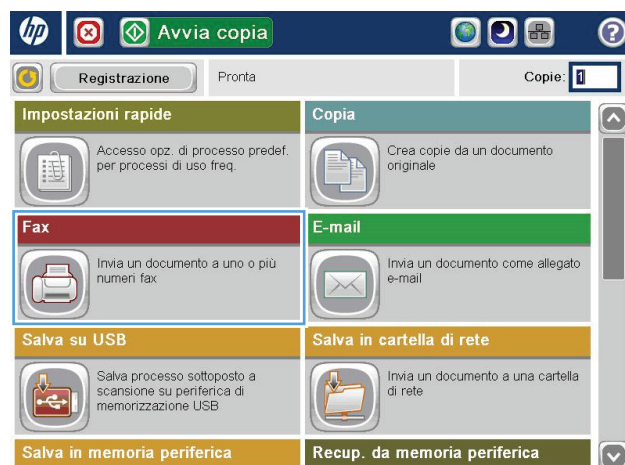 hp
Avvia copia
?
Registrazione
Pronta
Copie: 1
Impostazioni rapide
Copia
Accesso opz. di processo predef.
per processi di uso freq.
Crea copie da un documento
originale
Fax
E-mail
Invia un documento a uno o più
numeri fax
Invia un documento come allegato
e-mail
Salva su USB
Salva in cartella di rete
Salva processo sottoposto a
scansione su periferica di
memorizzazione USB
Invia un documento a una cartella
di rete
Salva in memoria periferica
Recup. da memoria periferica